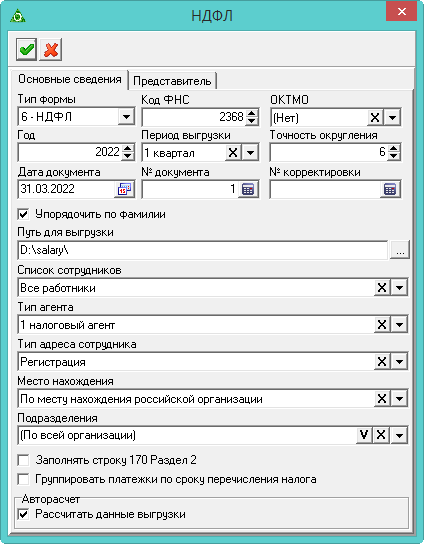 НДФЛ
Основные сведения Представитель
Тип формы Код ФНС ОКТМО
6 - НДФЛ 2368 (Нет) X
Год Период выгрузки Точность округления
2022 1 квартал X 6
Дата документа № документа № корректировки
31.03.2022 1
Упорядочить по фамилии
Путь для выгрузки
D:\salary\ ...
Список сотрудников
Все работники X
Тип агента
1 налоговый агент X
Тип адреса сотрудника
Регистрация X
Место нахождения
По месту нахождения российской организации X
Подразделения
(По всей организации) V X
Заполнять строку 170 Раздел 2
Группировать платежки по сроку перечисления налога
Авторасчет
Рассчитать данные выгрузки